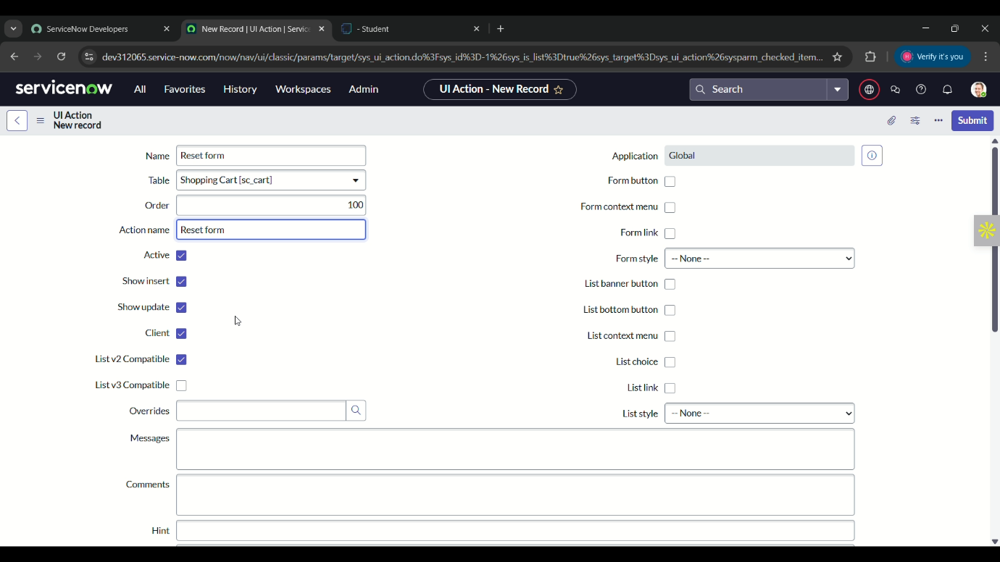 ServiceNow Developers
New Record | UI Action | Service
- Student
dev312065.service-now.com/now/nav/ui/classic/params/target/sys_ui_action.do%3Fsys_id%3D-1%26sys_is_list%3Dtrue%26sys_target%3Dsys_ui_action%26sysparm_checked_item...
Verify it's you
servicenow
All
Favorites
History
Workspaces
Admin
UI Action - New Record
Search
UI Action
New record
Submit
Name
Reset form
Table
Shopping Cart [sc_cart]
Order
100
Action name
Reset form
Active
Show insert
Show update
Client
List v2 Compatible
List v3 Compatible
Overrides
Application
Global
Form button
Form context menu
Form link
Form style
-- None --
List banner button
List bottom button
List context menu
List choice
List link
List style
-- None --
Messages
Comments
Hint